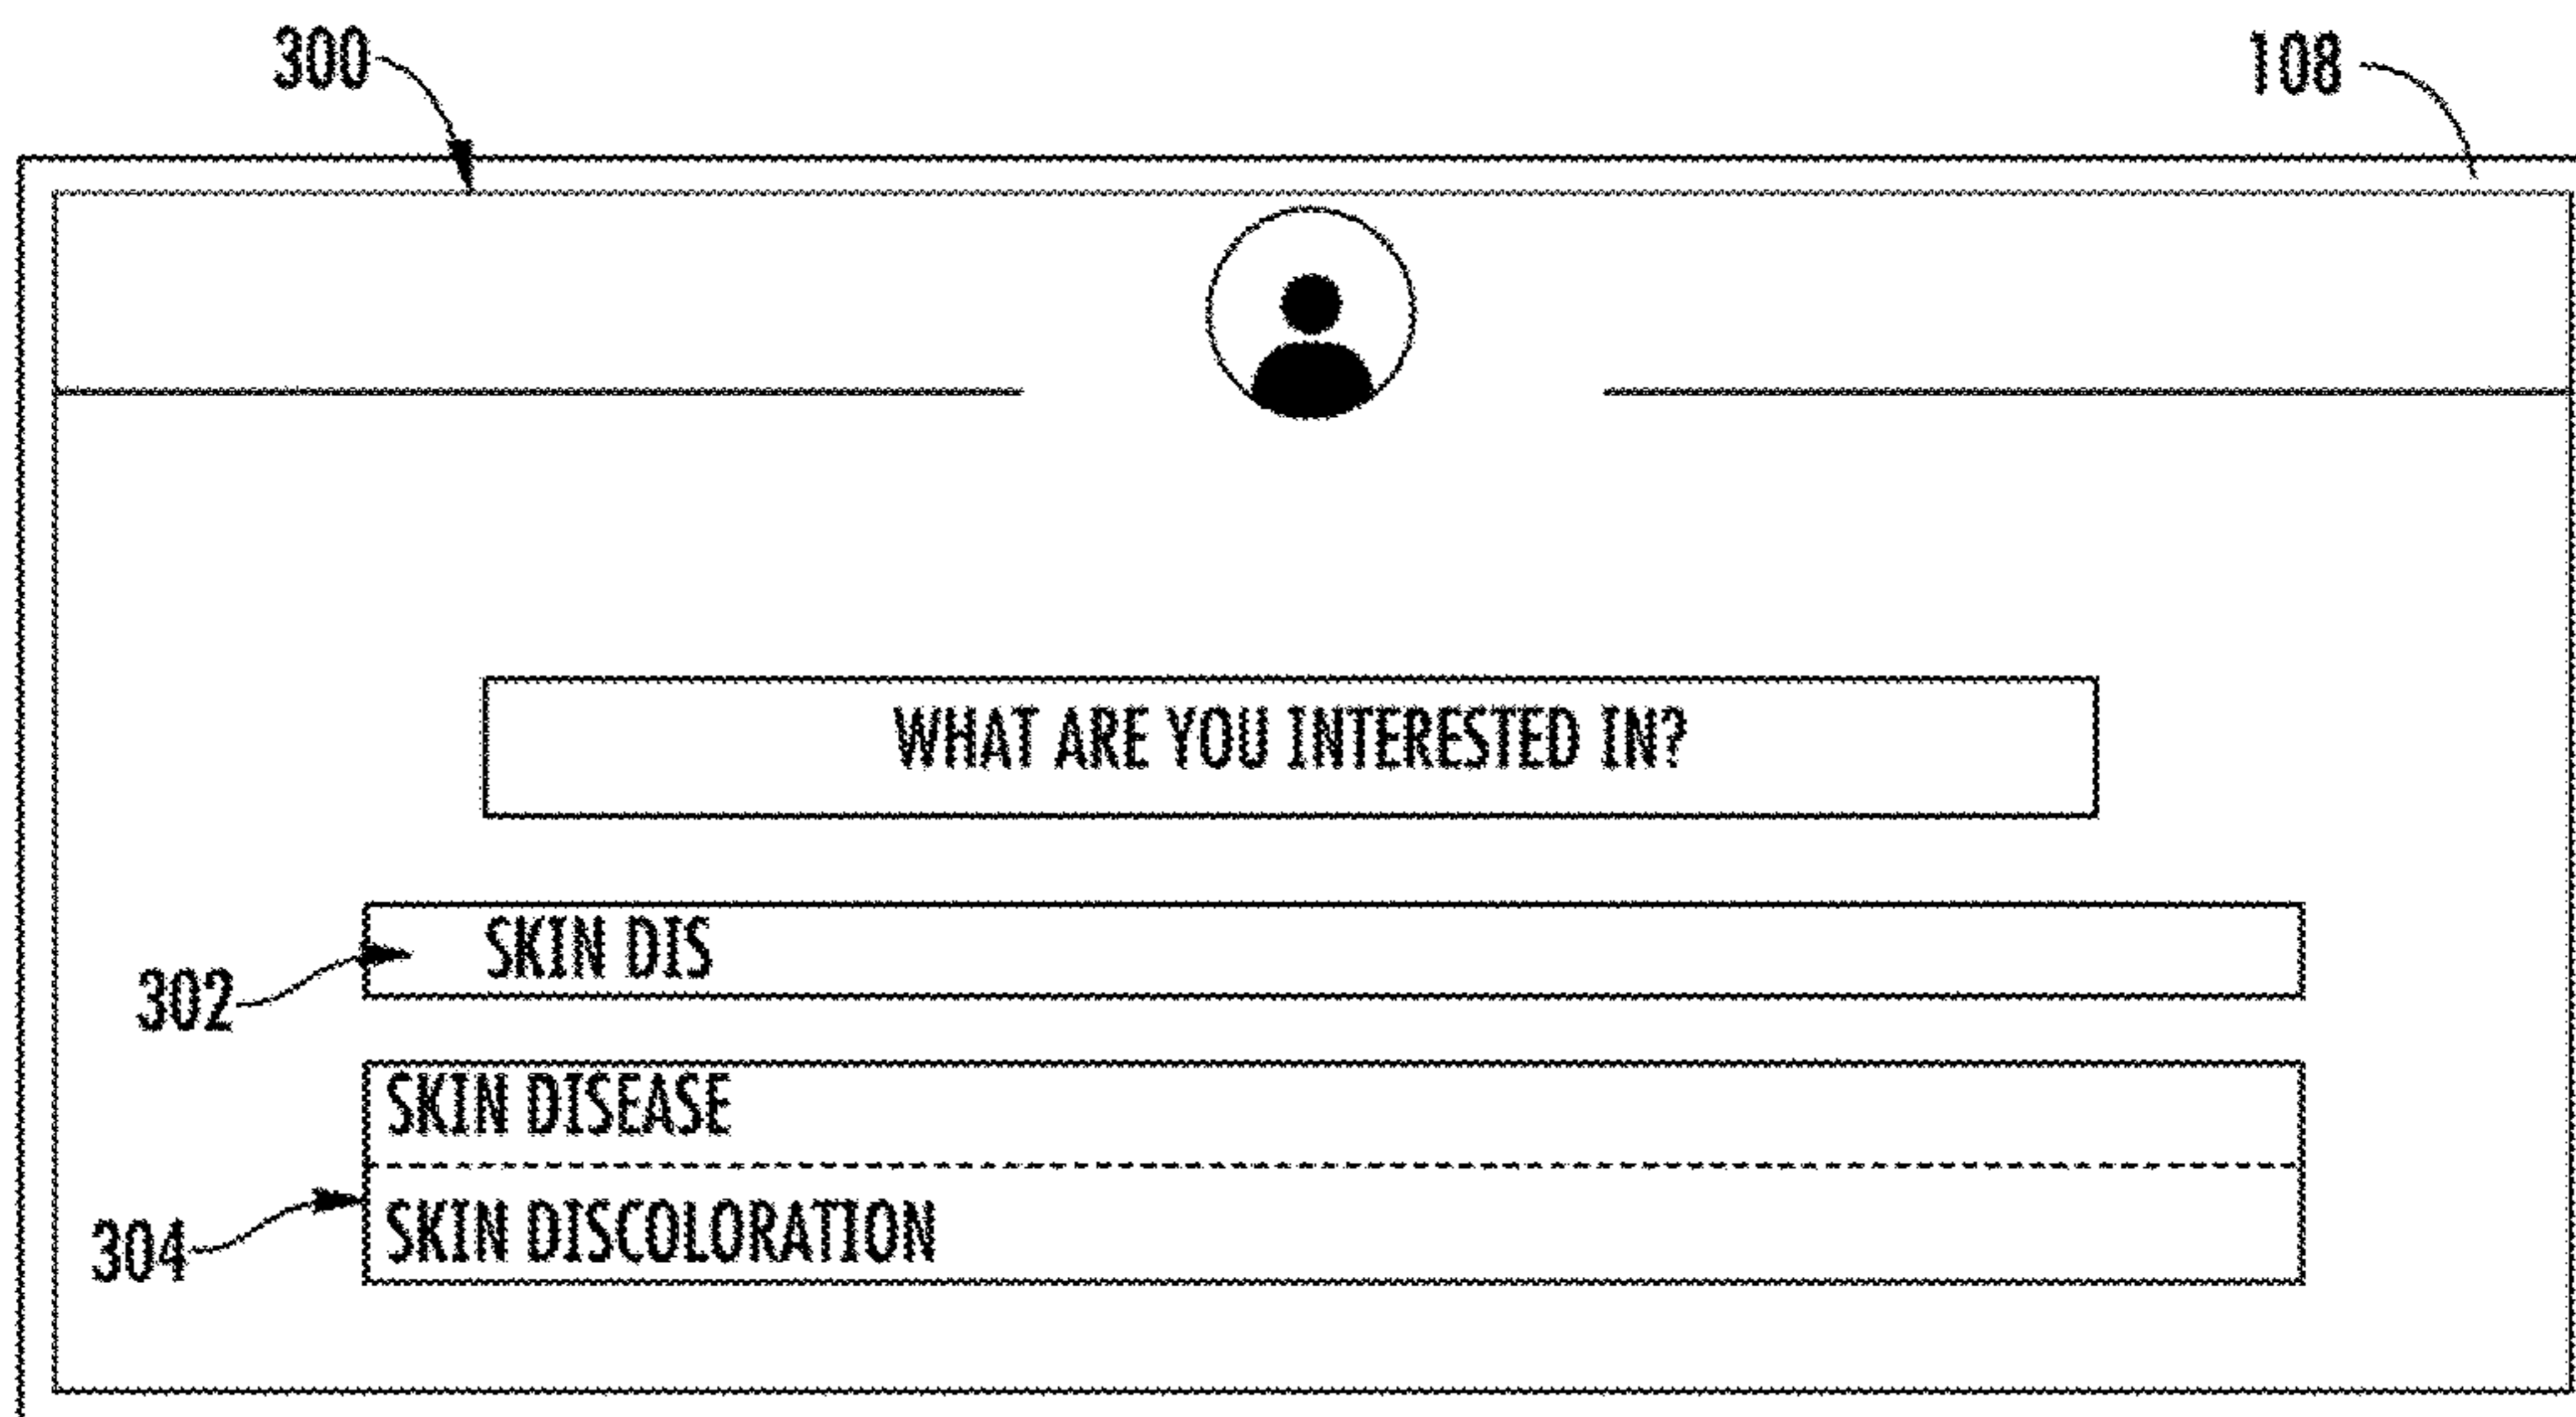 300
108
WHAT ARE YOU INTERESTED IN?
SKIN DIS
302
SKIN DISEASE
304
SKIN DISCOLORATION